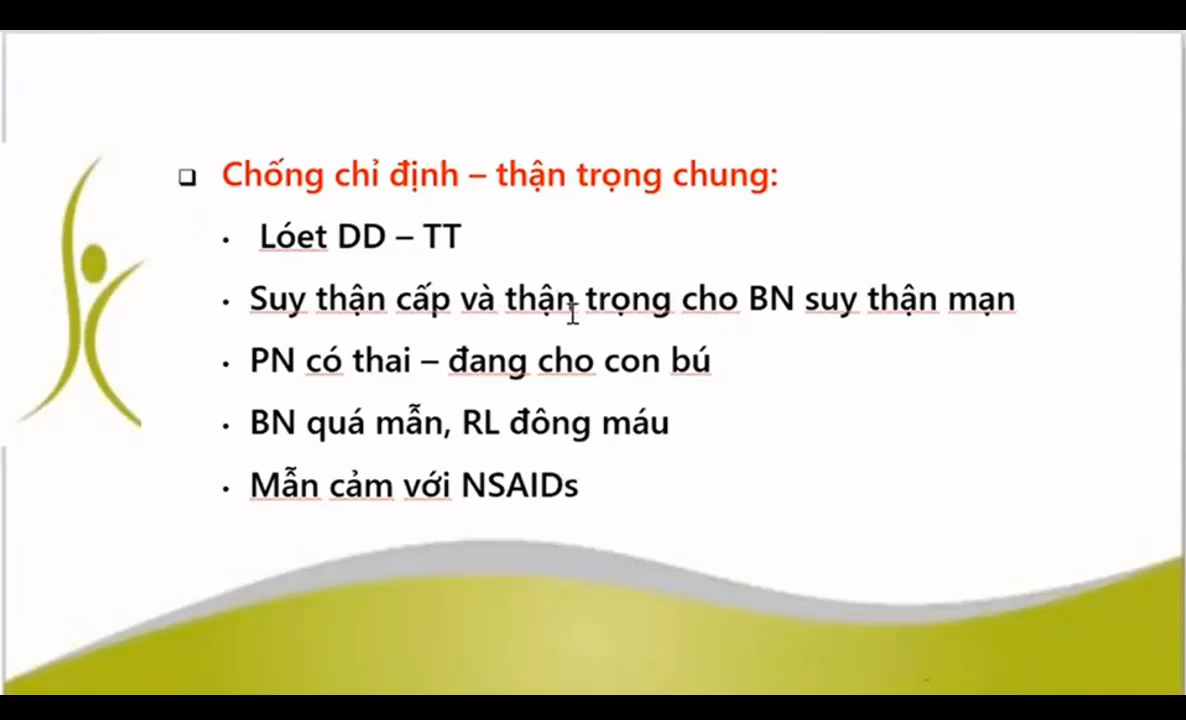 Chống chỉ định – thận trọng chung:
Lóet DD – TT
Suy thận cấp và thận trọng cho BN suy thận mạn
PN có thai – đang cho con bú
BN quá mẫn, RL đông máu
Mẫn cảm với NSAIDs